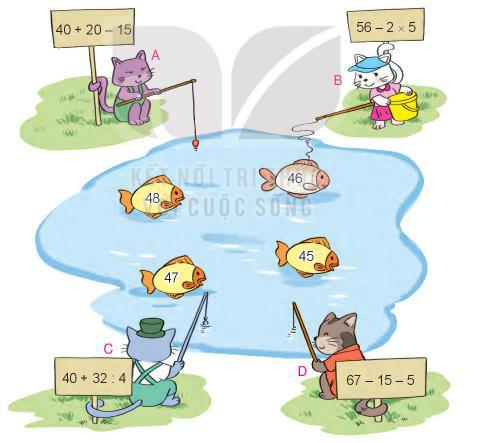 40 + 20 – 15
56 – 2 × 5
A
B
46
KẾT NỐI TRI THỨC
VỚI CUỘC SỐNG
48
45
47
C
D
40 + 32 : 4
67 – 15 – 5